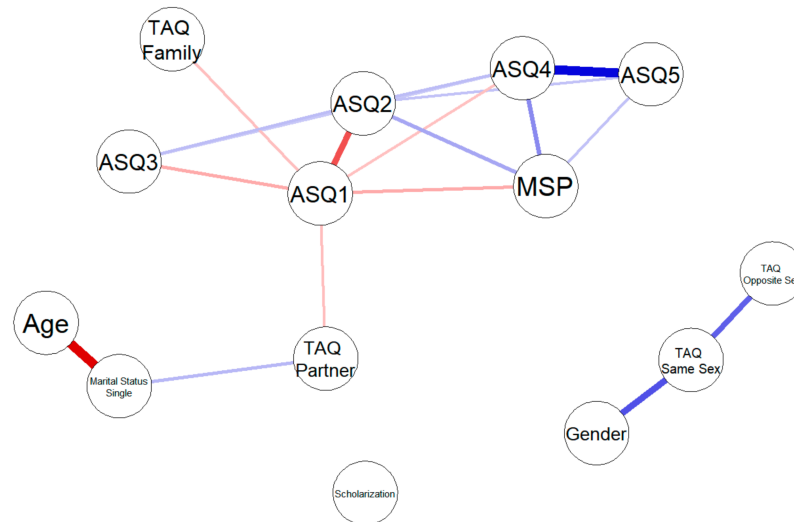 TAQ
Family
ASQ4
ASQ5
ASQ2
ASQ3
ASQ1
MSP
TAQ
Opposite Se
Age
TAQ
Partner
TAQ
Same Sex
Marital Status
Single
Gender
Scholarization